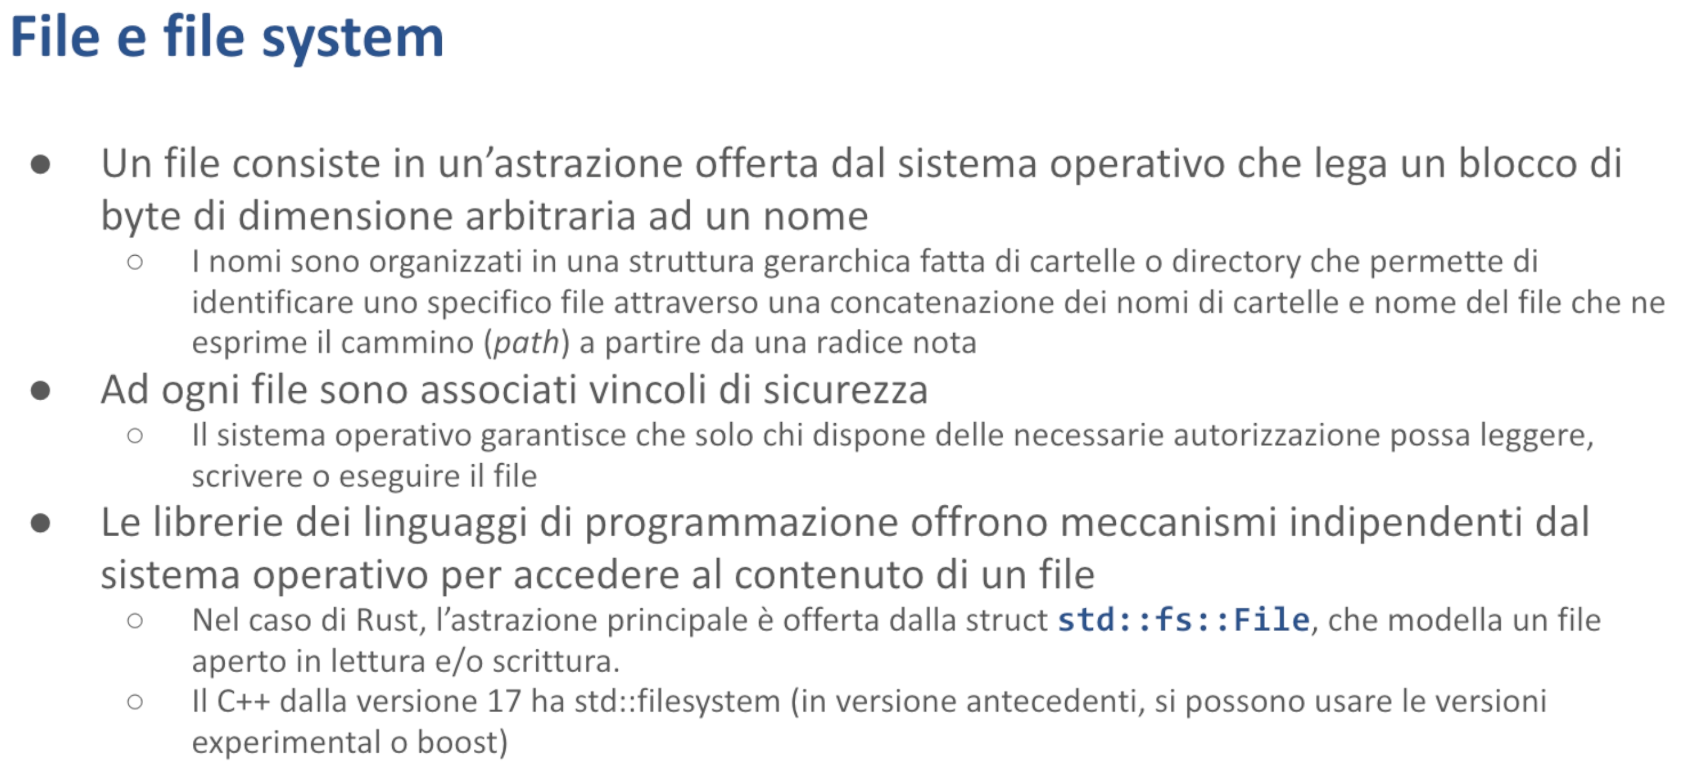 File e file system
● Un file consiste in un’astrazione offerta dal sistema operativo che lega un blocco di
byte di dimensione arbitraria ad un nome
○ I nomi sono organizzati in una struttura gerarchica fatta di cartelle o directory che permette di
identificare uno specifico file attraverso una concatenazione dei nomi di cartelle e nome del file che ne
esprime il cammino (path) a partire da una radice nota
● Ad ogni file sono associati vincoli di sicurezza
○ Il sistema operativo garantisce che solo chi dispone delle necessarie autorizzazione possa leggere,
scrivere o eseguire il file
● Le librerie dei linguaggi di programmazione offrono meccanismi indipendenti dal
sistema operativo per accedere al contenuto di un file
○ Nel caso di Rust, l’astrazione principale è offerta dalla struct std::fs::File, che modella un file
aperto in lettura e/o scrittura.
○ Il C++ dalla versione 17 ha std::filesystem (in versione antecedenti, si possono usare le versioni
experimental o boost)